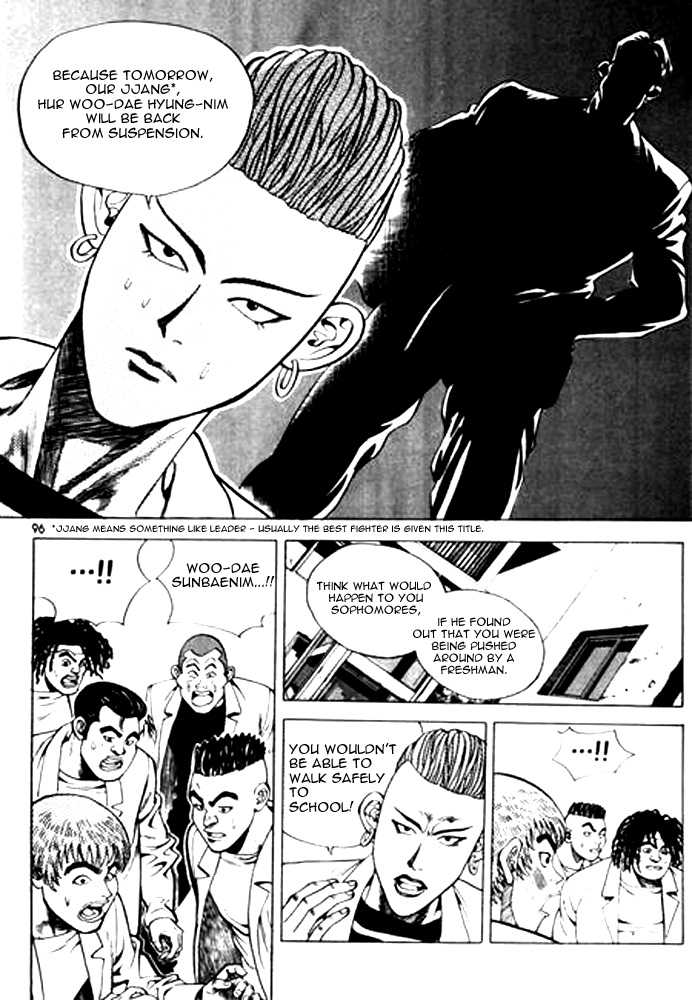 BECAUSE TOMORROW,
OUR JJANG*,
HUR WOO-DAE HYUNG-NIM
WILL BE BACK
FROM SUSPENSION.
96 *JJANG MEANS SOMETHING LIKE LEADER - USUALLY THE BEST FIGHTER IS GIVEN THIS TITLE.
...!!
WOO-DAE
SUNBAENIM...!!
THINK WHAT WOULD
HAPPEN TO YOU
SOPHOMORES,
IF HE FOUND
OUT THAT YOU WERE
BEING PUSHED
AROUND BY A
FRESHMAN.
YOU WOULDN'T
BE ABLE TO
WALK SAFELY
TO
SCHOOL!
...!!